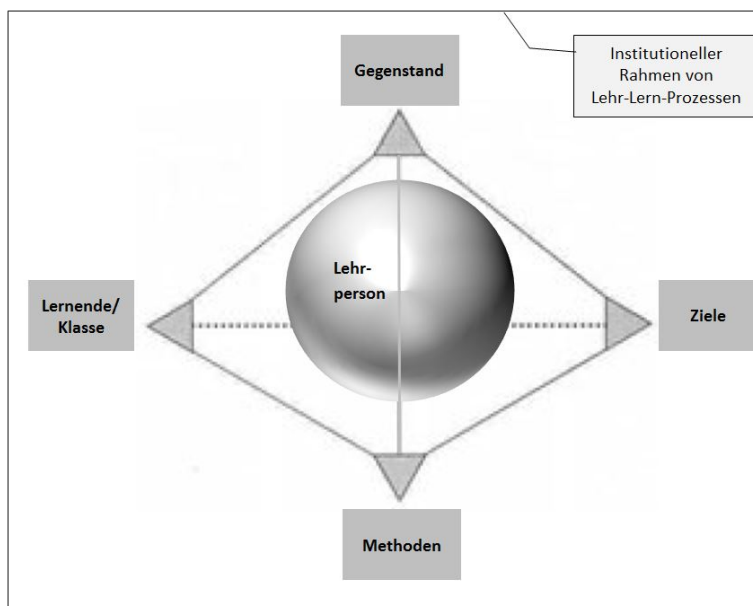 Institutioneller
Rahmen von
Lehr-Lern-Prozessen
Gegenstand
Lehr-
person
Lernende/
Klasse
Ziele
Methoden